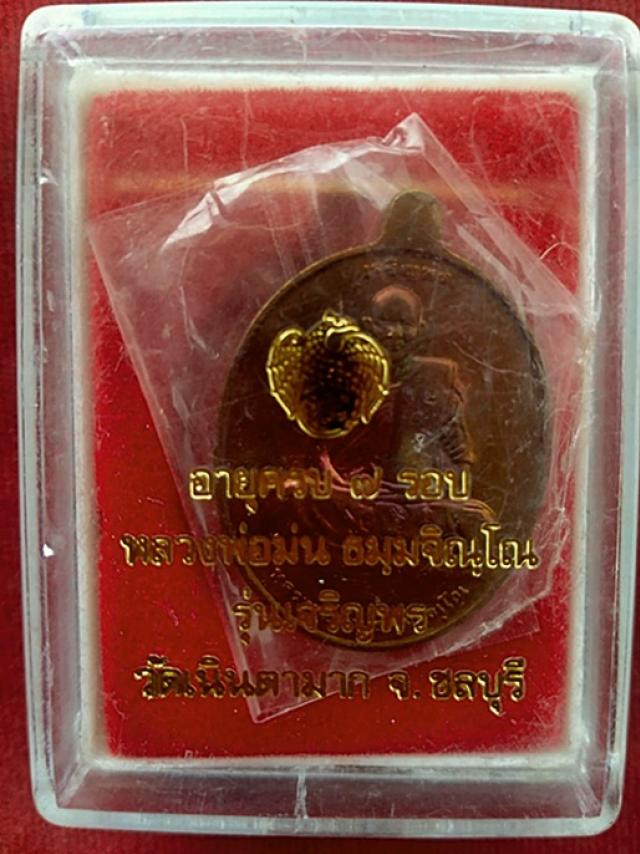 อายุครบ ๗ รอบ
หลวงพ่อม่น ธมฺมจิณฺโณ
รุ่นเจริญพร
วัดเนินตามาก จ. ชลบุรี